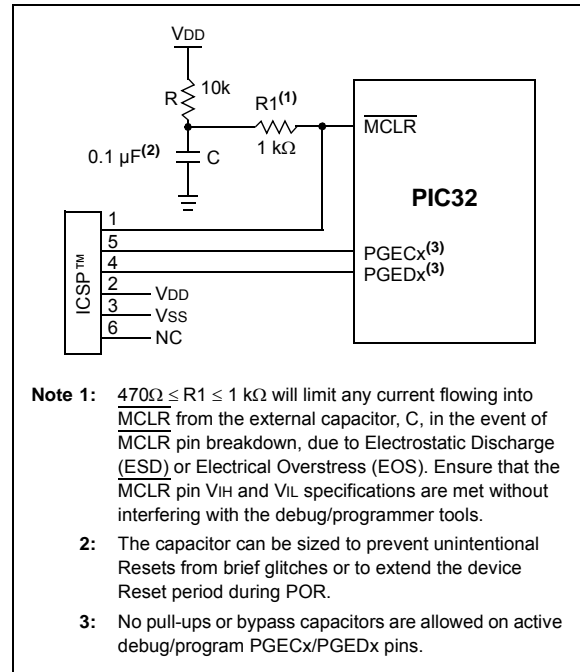 VDD
R 10k
R1(1)
0.1 µF(2) C
1 kΩ
MCLR
PIC32
ICSP™
1
5
4
2
3
6
VDD
VSS
NC
PGECx(3)
PGEDx(3)
Note 1: 470Ω ≤ R1 ≤ 1 kΩ will limit any current flowing into
MCLR from the external capacitor, C, in the event of
MCLR pin breakdown, due to Electrostatic Discharge
(ESD) or Electrical Overstress (EOS). Ensure that the
MCLR pin VIH and VIL specifications are met without
interfering with the debug/programmer tools.
2: The capacitor can be sized to prevent unintentional
Resets from brief glitches or to extend the device
Reset period during POR.
3: No pull-ups or bypass capacitors are allowed on active
debug/program PGECx/PGEDx pins.